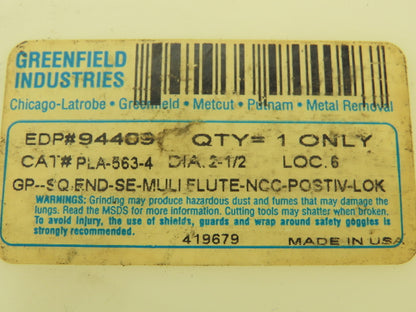 GREENFIELD
INDUSTRIES
Chicago-Latrobe • Greenfield • Metcut • Putnam • Metal Removal
EDP#94409 QTY= 1 ONLY
CAT# PLA-563-4 DIA. 2-1/2 LOC. 6
GP--SQ.END-SE-MULI FLUTE-NCC-POSTIV-LOK
WARNINGS: Grinding may produce hazardous dust and fumes that may damage the
lungs. Read the MSDS for more information. Cutting tools may shatter when broken.
To avoid injury, the use of shields, guards and wrap around safety goggles is
strongly recommended.
419679 MADE IN USA